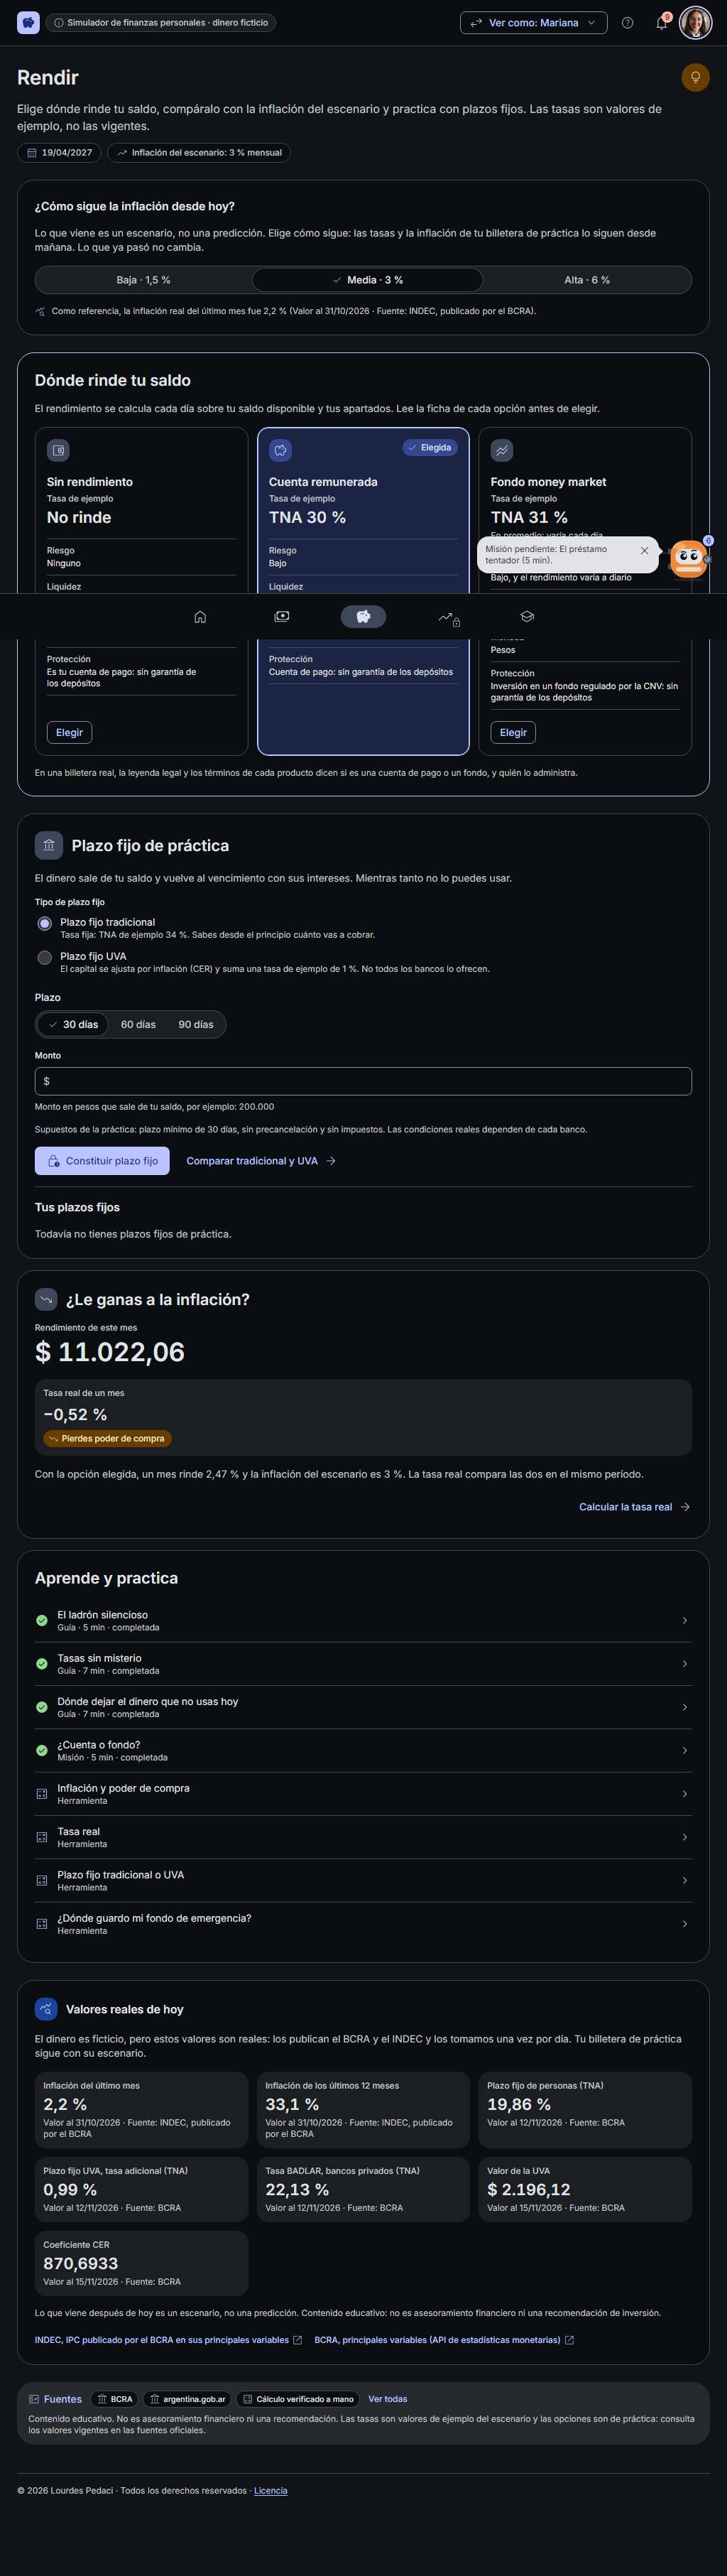 Simulador de finanzas personales · dinero ficticio
Ver como: Mariana
9
Rendir
Elige dónde rinde tu saldo, compáralo con la inflación del escenario y practica con plazos fijos. Las tasas son valores de
ejemplo, no las vigentes.
19/04/2027
Inflación del escenario: 3 % mensual
¿Cómo sigue la inflación desde hoy?
Lo que viene es un escenario, no una predicción. Elige cómo sigue: las tasas y la inflación de tu billetera de práctica lo siguen desde
mañana. Lo que ya pasó no cambia.
Baja · 1,5 %
Media · 3 %
Alta · 6 %
Como referencia, la inflación real del último mes fue 2,2 % (Valor al 31/10/2026 · Fuente: INDEC, publicado por el BCRA).
Dónde rinde tu saldo
El rendimiento se calcula cada día sobre tu saldo disponible y tus apartados. Lee la ficha de cada opción antes de elegir.
Sin rendimiento
Tasa de ejemplo
No rinde
Riesgo
Ninguno
Liquidez
Protección
Es tu cuenta de pago: sin garantía de
los depósitos
Elegir
Elegida
Cuenta remunerada
Tasa de ejemplo
TNA 30 %
Riesgo
Bajo
Liquidez
Protección
Cuenta de pago: sin garantía de los depósitos
Fondo money market
Tasa de ejemplo
TNA 31 %
En promedio: varía cada día
Misión pendiente: El préstamo
tentador (5 min).
6
Bajo, y el rendimiento varía a diario
Moneda
Pesos
Protección
Inversión en un fondo regulado por la CNV: sin
garantía de los depósitos
Elegir
En una billetera real, la leyenda legal y los términos de cada producto dicen si es una cuenta de pago o un fondo, y quién lo administra.
Plazo fijo de práctica
El dinero sale de tu saldo y vuelve al vencimiento con sus intereses. Mientras tanto no lo puedes usar.
Tipo de plazo fijo
Plazo fijo tradicional
Tasa fija: TNA de ejemplo 34 %. Sabes desde el principio cuánto vas a cobrar.
Plazo fijo UVA
El capital se ajusta por inflación (CER) y suma una tasa de ejemplo de 1 %. No todos los bancos lo ofrecen.
Plazo
30 días
60 días
90 días
Monto
$
Monto en pesos que sale de tu saldo, por ejemplo: 200.000
Supuestos de la práctica: plazo mínimo de 30 días, sin precancelación y sin impuestos. Las condiciones reales dependen de cada banco.
Constituir plazo fijo
Comparar tradicional y UVA
Tus plazos fijos
Todavía no tienes plazos fijos de práctica.
¿Le ganas a la inflación?
Rendimiento de este mes
$ 11.022,06
Tasa real de un mes
−0,52 %
Pierdes poder de compra
Con la opción elegida, un mes rinde 2,47 % y la inflación del escenario es 3 %. La tasa real compara las dos en el mismo período.
Calcular la tasa real
Aprende y practica
El ladrón silencioso
Guía · 5 min · completada
Tasas sin misterio
Guía · 7 min · completada
Dónde dejar el dinero que no usas hoy
Guía · 7 min · completada
¿Cuenta o fondo?
Misión · 5 min · completada
Inflación y poder de compra
Herramienta
Tasa real
Herramienta
Plazo fijo tradicional o UVA
Herramienta
¿Dónde guardo mi fondo de emergencia?
Herramienta
Valores reales de hoy
El dinero es ficticio, pero estos valores son reales: los publican el BCRA y el INDEC y los tomamos una vez por día. Tu billetera de práctica
sigue con su escenario.
Inflación del último mes
2,2 %
Valor al 31/10/2026 · Fuente: INDEC, publicado
por el BCRA
Inflación de los últimos 12 meses
33,1 %
Valor al 31/10/2026 · Fuente: INDEC, publicado
por el BCRA
Plazo fijo de personas (TNA)
19,86 %
Valor al 12/11/2026 · Fuente: BCRA
Plazo fijo UVA, tasa adicional (TNA)
0,99 %
Valor al 12/11/2026 · Fuente: BCRA
Tasa BADLAR, bancos privados (TNA)
22,13 %
Valor al 12/11/2026 · Fuente: BCRA
Valor de la UVA
$ 2.196,12
Valor al 15/11/2026 · Fuente: BCRA
Coeficiente CER
870,6933
Valor al 15/11/2026 · Fuente: BCRA
Lo que viene después de hoy es un escenario, no una predicción. Contenido educativo: no es asesoramiento financiero ni una recomendación de inversión.
INDEC, IPC publicado por el BCRA en sus principales variables
BCRA, principales variables (API de estadísticas monetarias)
Fuentes
BCRA
argentina.gob.ar
Cálculo verificado a mano
Ver todas
Contenido educativo. No es asesoramiento financiero ni una recomendación. Las tasas son valores de ejemplo del escenario y las opciones son de práctica: consulta
los valores vigentes en las fuentes oficiales.
© 2026 Lourdes Pedaci · Todos los derechos reservados · Licencia